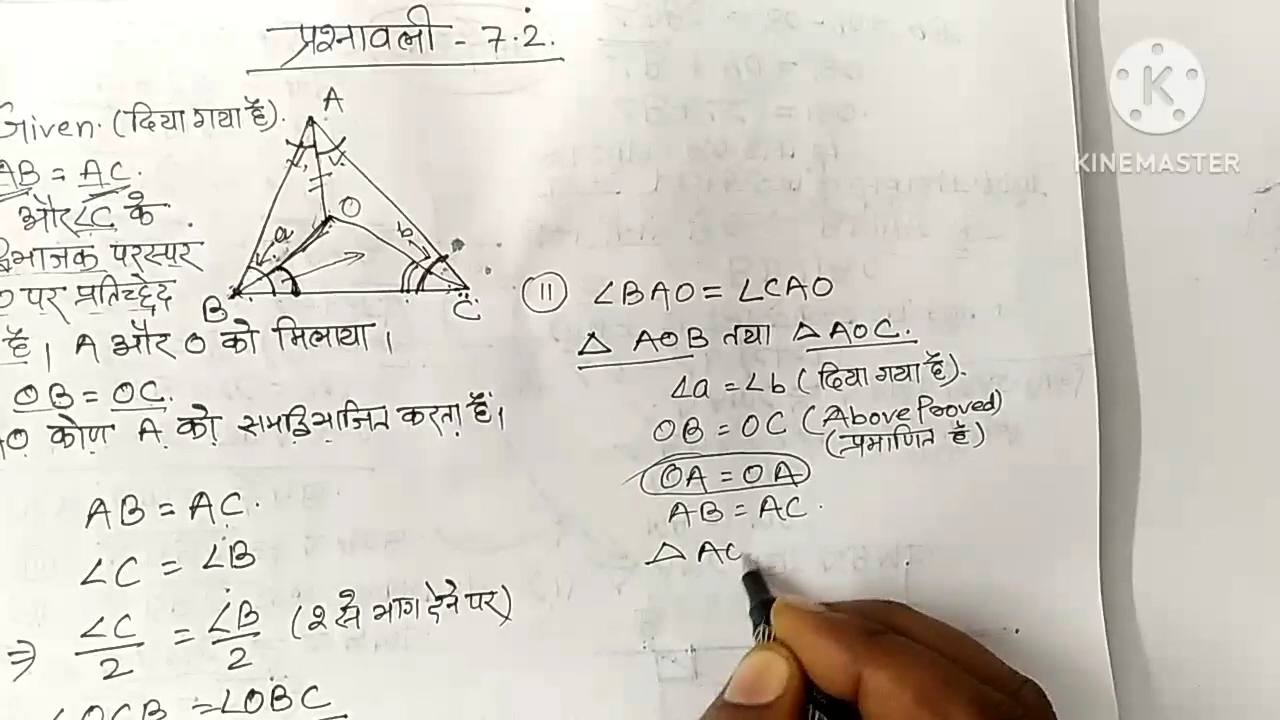 प्रश्नावली - 7.2.
Given. (दिया गया है).
AB = AC.
और ∠C के
द्विभाजक परस्पर
O पर प्रतिच्छेद
है। A और O को मिलाया।
OB = OC.
AO कोण A को समद्विभाजित करता है।
AB = AC.
∠C = ∠B
⇒ ∠C/2 = ∠B/2 (2 से भाग देने पर)
∠OCB = ∠OBC
A
O
a
b
B
C
(II) ∠BAO = ∠CAO
△ AOB तथा △ AOC.
∠a = ∠b (दिया गया है).
OB = OC (Above Prooved)
(प्रमाणित है)
OA = OA
AB = AC.
△ AO
K
KINEMASTER